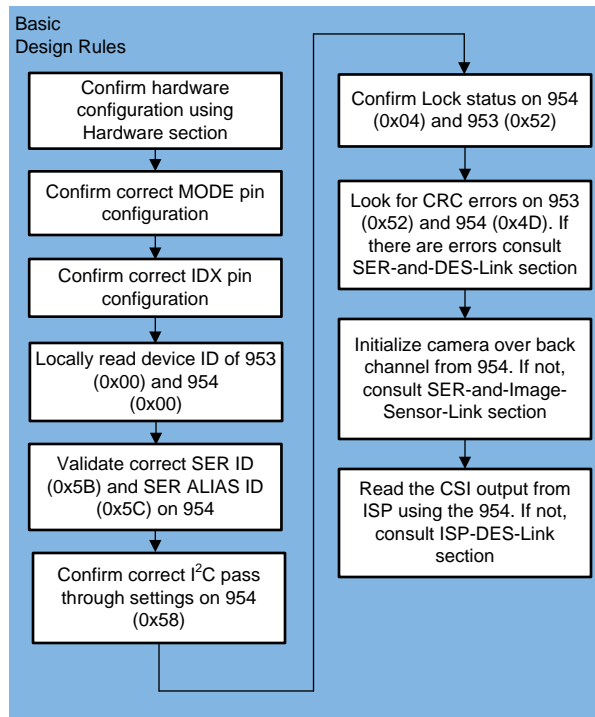 Basic
Design Rules
Confirm hardware
configuration using
Hardware section
Confirm correct MODE pin
configuration
Confirm correct IDX pin
configuration
Locally read device ID of 953
(0x00) and 954
(0x00)
Validate correct SER ID
(0x5B) and SER ALIAS ID
(0x5C) on 954
Confirm correct I²C pass
through settings on 954
(0x58)
Confirm Lock status on 954
(0x04) and 953 (0x52)
Look for CRC errors on 953
(0x52) and 954 (0x4D). If
there are errors consult
SER-and-DES-Link section
Initialize camera over back
channel from 954. If not,
consult SER-and-Image-
Sensor-Link section
Read the CSI output from
ISP using the 954. If not,
consult ISP-DES-Link
section